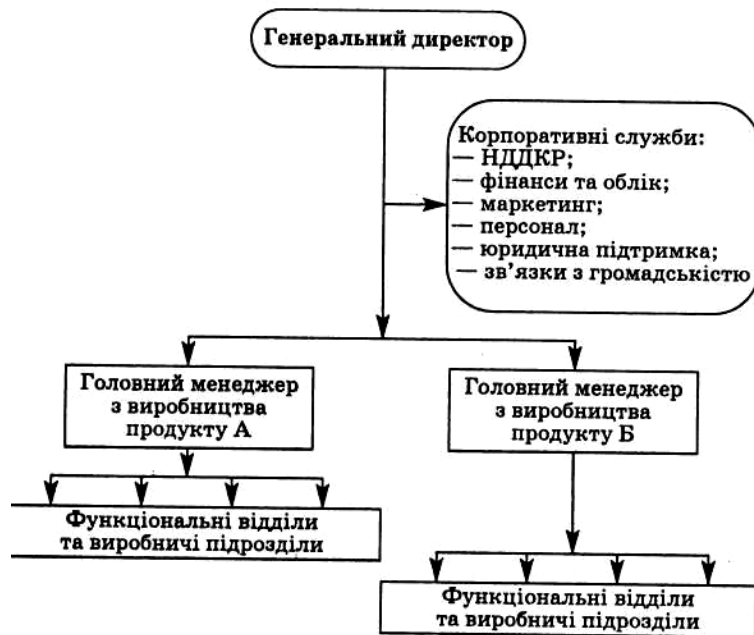 Генеральний директор
Корпоративні служби:
— НДДКР;
— фінанси та облік;
— маркетинг;
— персонал;
— юридична підтримка;
— зв'язки з громадськістю
Головний менеджер
з виробництва
продукту А
Головний менеджер
з виробництва
продукту Б
Функціональні відділи
та виробничі підрозділи
Функціональні відділи
та виробничі підрозділи